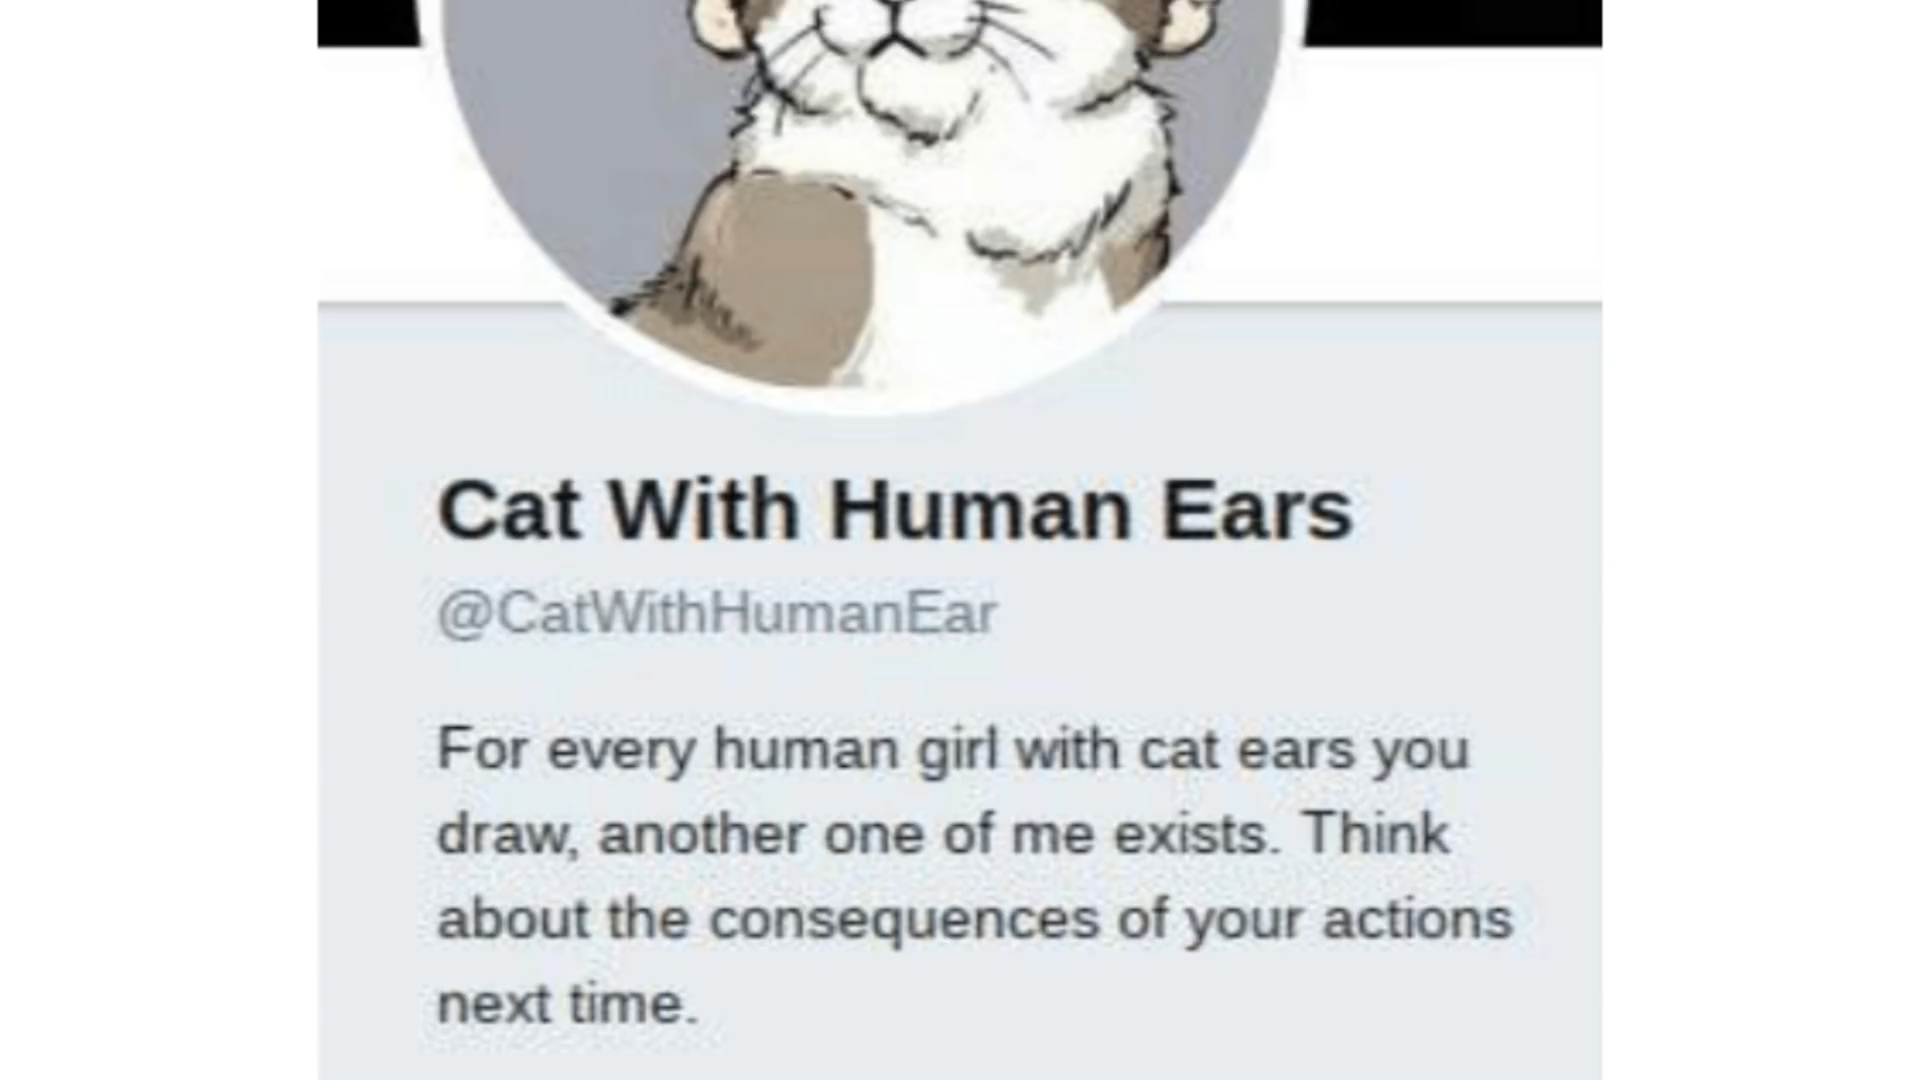 Cat With Human Ears
@CatWithHumanEar
For every human girl with cat ears you
draw, another one of me exists. Think
about the consequences of your actions
next time.